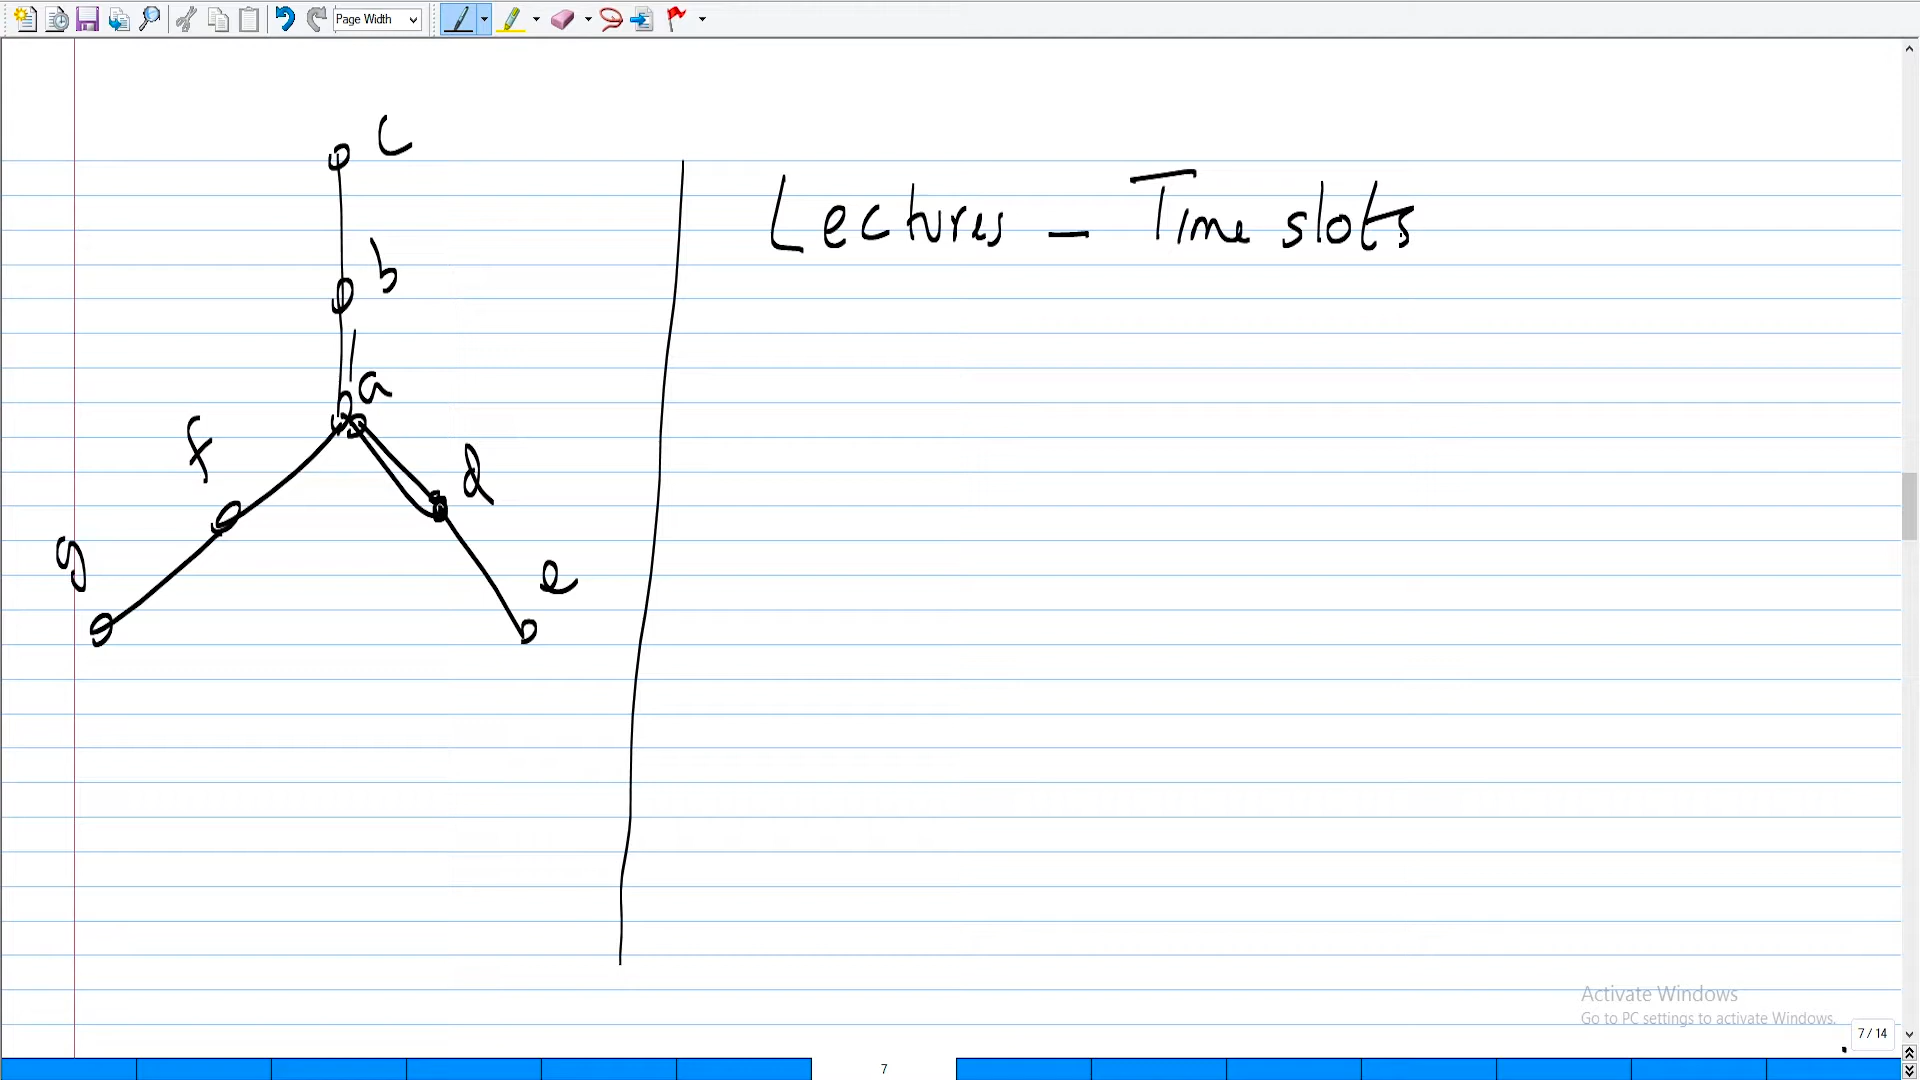 Page Width
c
b
a
f
d
g
e
Lectures – Time slots
Activate Windows
Go to PC settings to activate Windows.
7 / 14
7